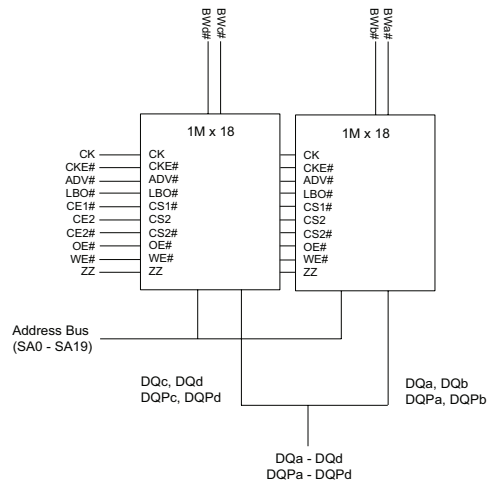 BWd#
BWc#
BWb#
BWa#
1M x 18
1M x 18
CK
CKE#
ADV#
LBO#
CE1#
CE2
CE2#
OE#
WE#
ZZ
CK
CKE#
ADV#
LBO#
CS1#
CS2
CS2#
OE#
WE#
ZZ
CK
CKE#
ADV#
LBO#
CS1#
CS2
CS2#
OE#
WE#
ZZ
Address Bus
(SA0 - SA19)
DQc, DQd
DQPc, DQPd
DQa, DQb
DQPa, DQPb
DQa - DQd
DQPa - DQPd